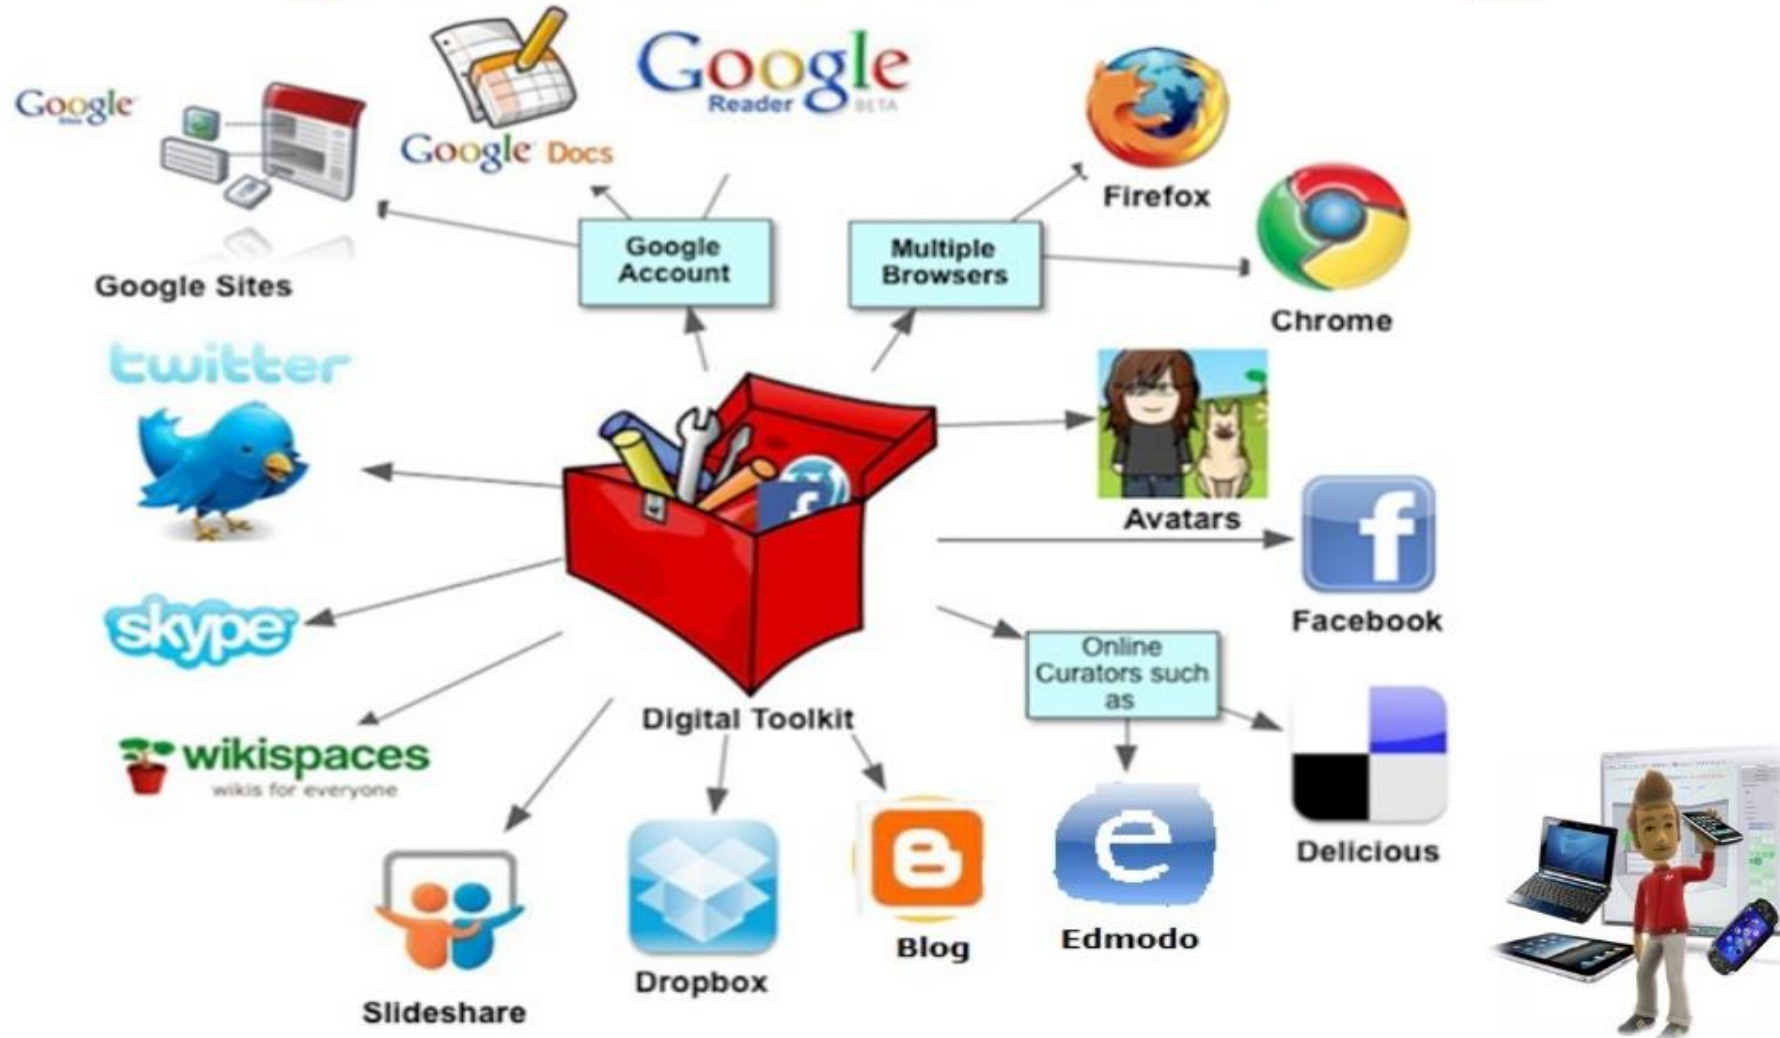 Google
Sites
Google Docs
Google
Reader BETA
Firefox
Google
Account
Multiple
Browsers
Google Sites
Chrome
twitter
f
Avatars
f
Facebook
skype
Online
Curators such
as
Digital Toolkit
wikispaces
wikis for everyone
Delicious
B
e
Blog
Edmodo
Dropbox
Slideshare